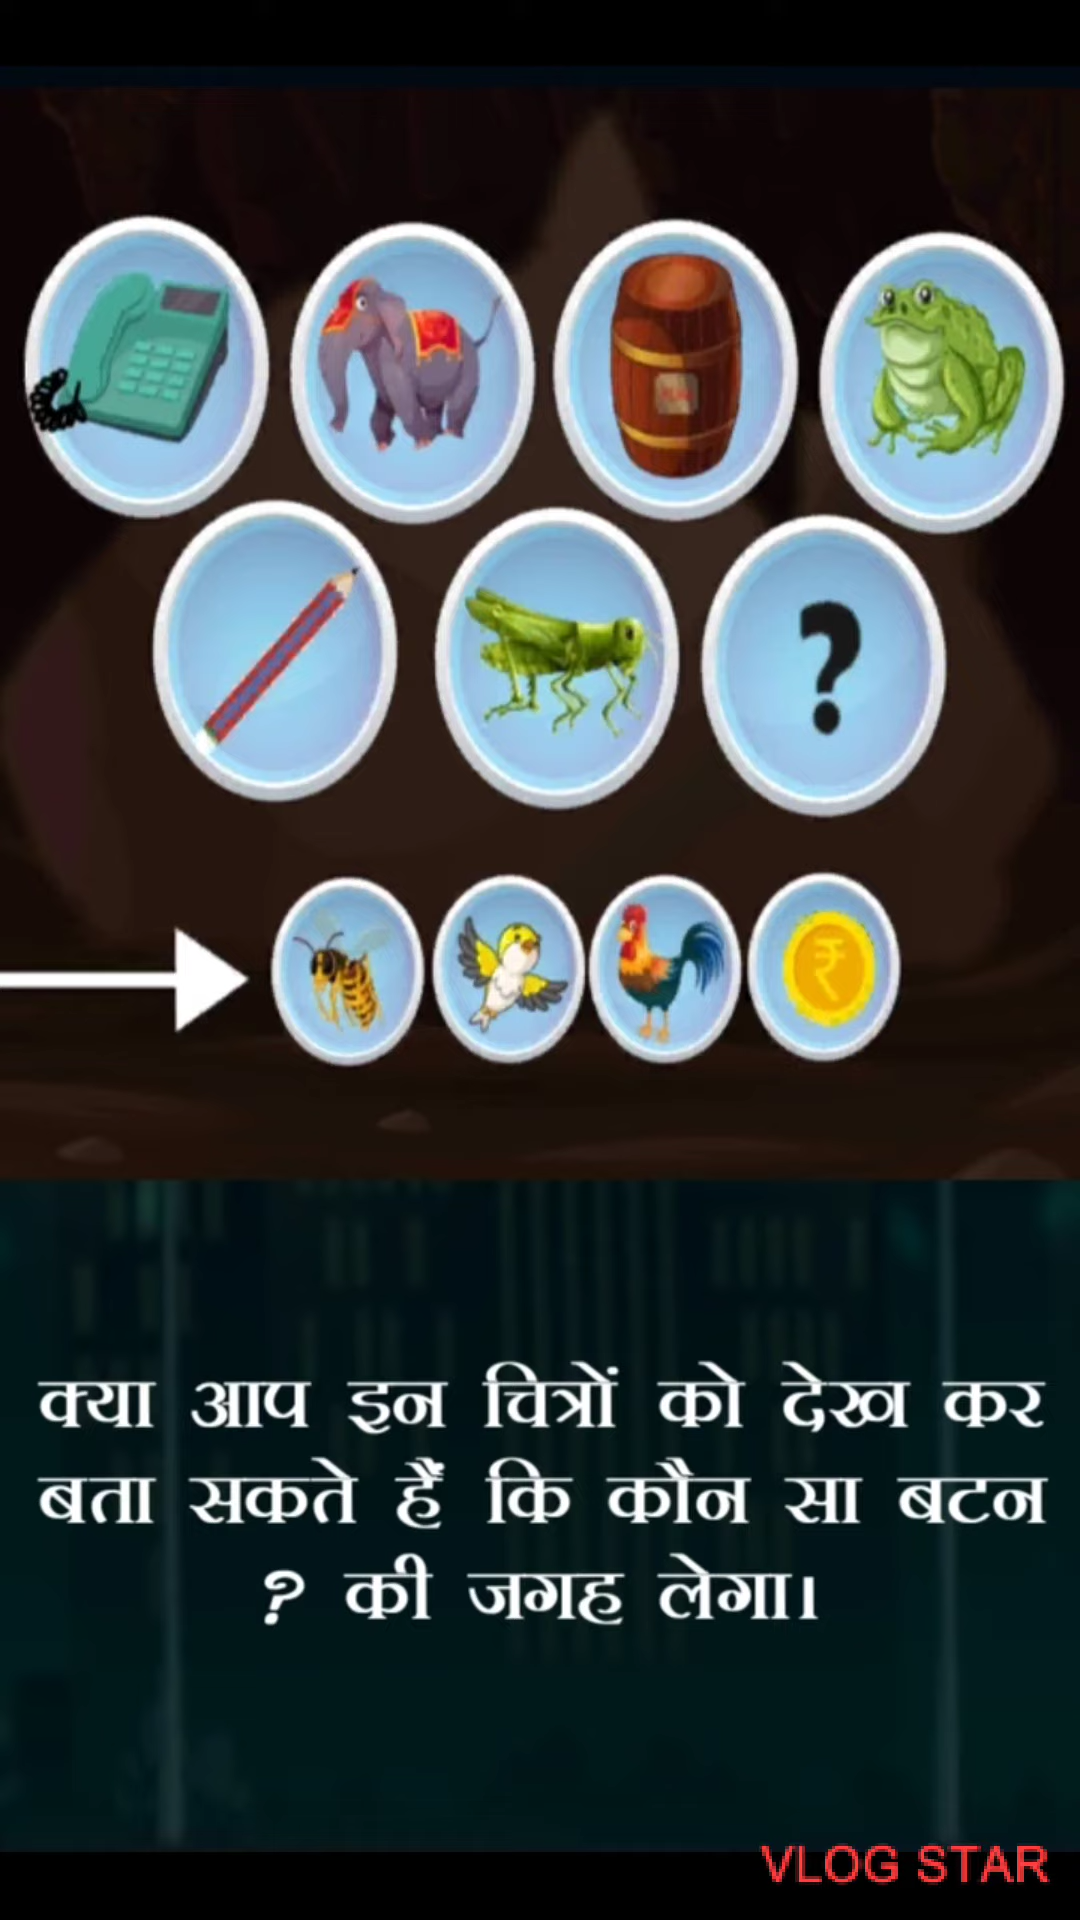 ?
₹
क्या आप इन चित्रों को देख कर
बता सकते हैं कि कौन सा बटन
? की जगह लेगा।
VLOG STAR